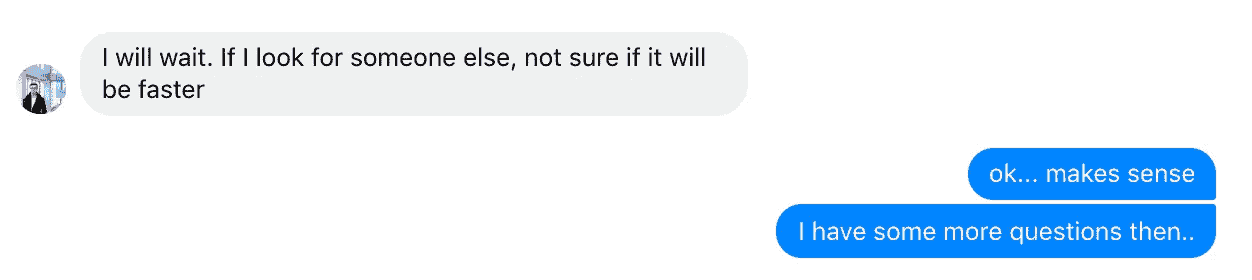 I will wait. If I look for someone else, not sure if it will
be faster
ok... makes sense
I have some more questions then..